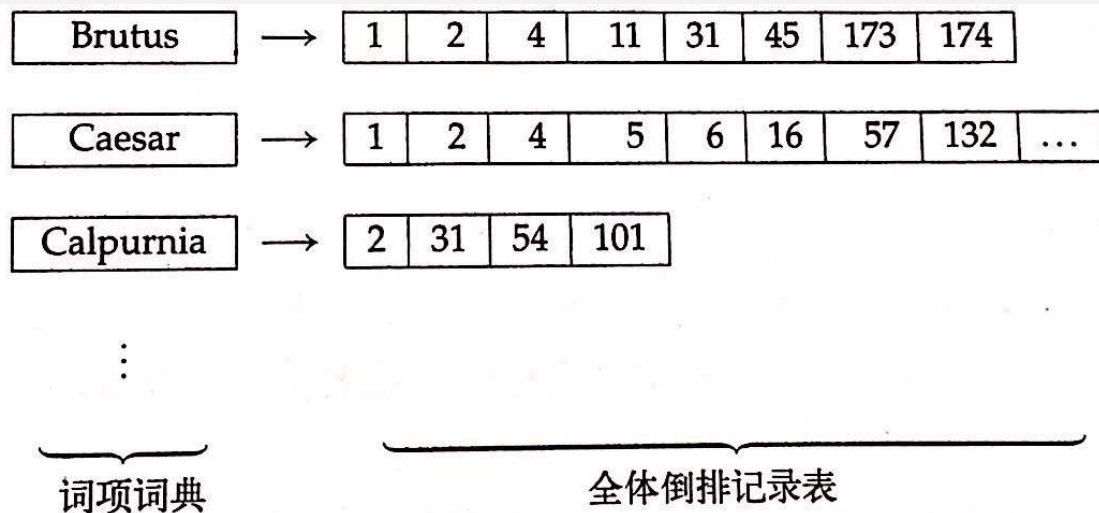 Brutus → 1 2 4 11 31 45 173 174
Caesar → 1 2 4 5 6 16 57 132 ...
Calpurnia → 2 31 54 101
⋮
词项词典 全体倒排记录表